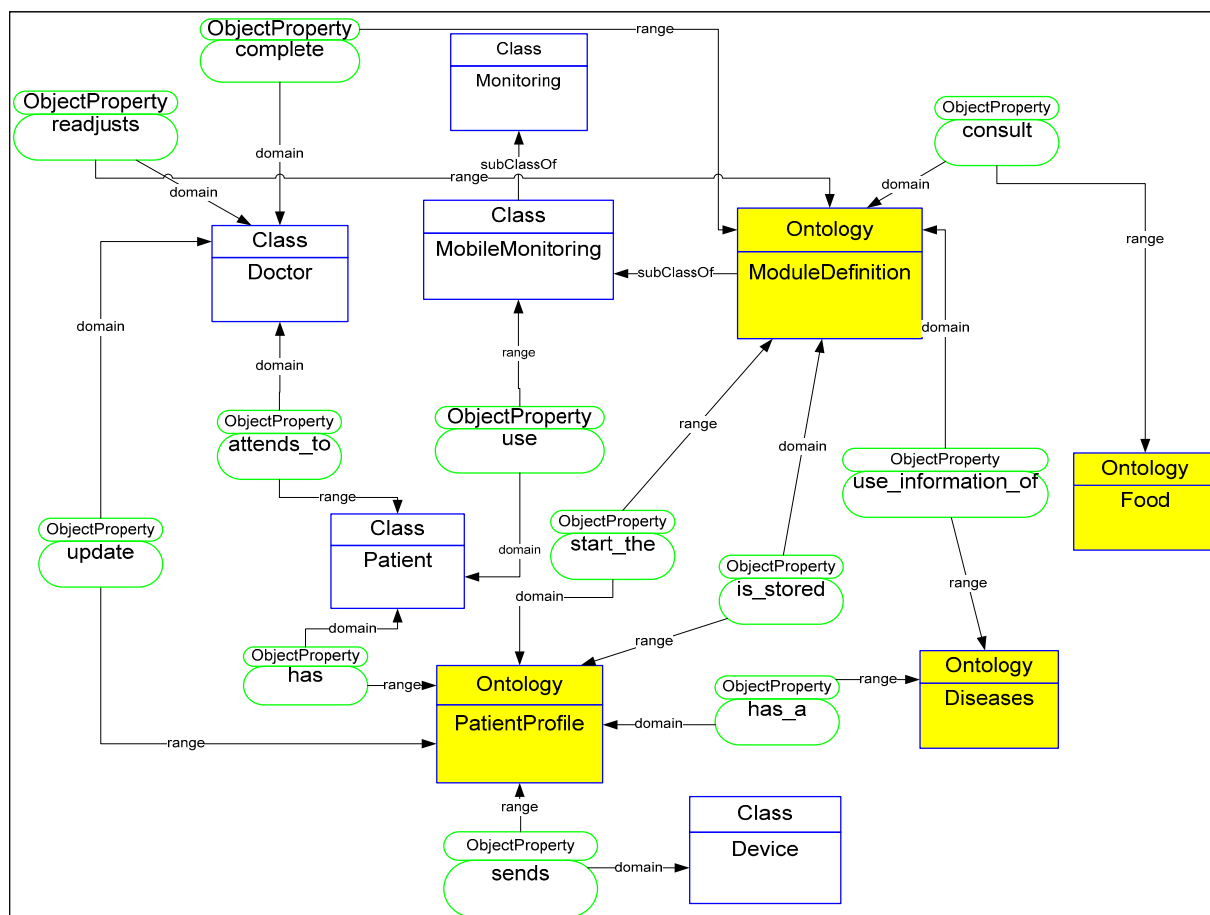 ObjectProperty
complete
range
Class
Monitoring
ObjectProperty
readjusts
ObjectProperty
consult
domain
subClassOf
range
domain
domain
Class
MobileMonitoring
Ontology
ModuleDefinition
Class
Doctor
range
subClassOf
domain
domain
range
domain
ObjectProperty
attends_to
ObjectProperty
use
range
domain
ObjectProperty
use_information_of
Ontology
Food
range
Class
Patient
ObjectProperty
update
ObjectProperty
start_the
domain
ObjectProperty
is_stored
range
domain
domain
range
ObjectProperty
has
range
Ontology
PatientProfile
ObjectProperty
has_a
range
Ontology
Diseases
domain
range
range
Class
Device
ObjectProperty
sends
domain